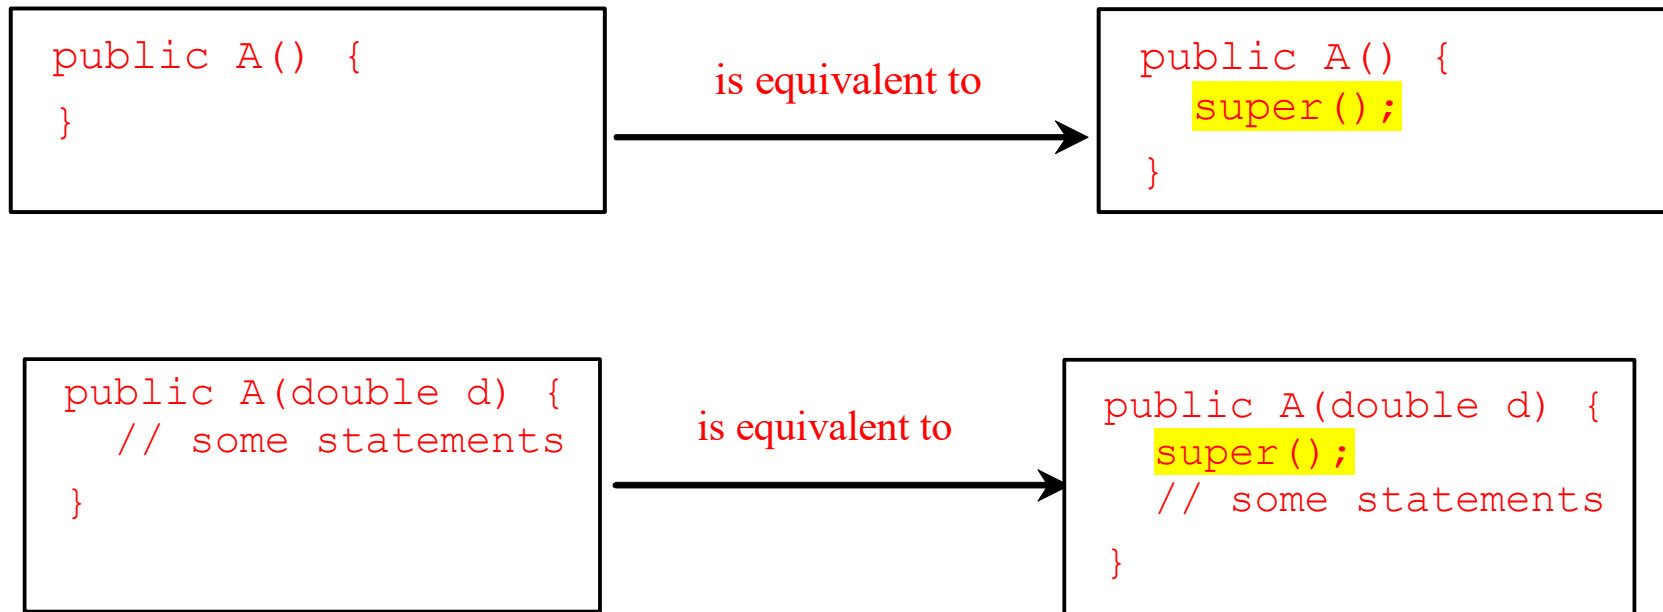 public A() {
}
is equivalent to
public A() {
super();
}
public A(double d) {
// some statements
}
is equivalent to
public A(double d) {
super();
// some statements
}